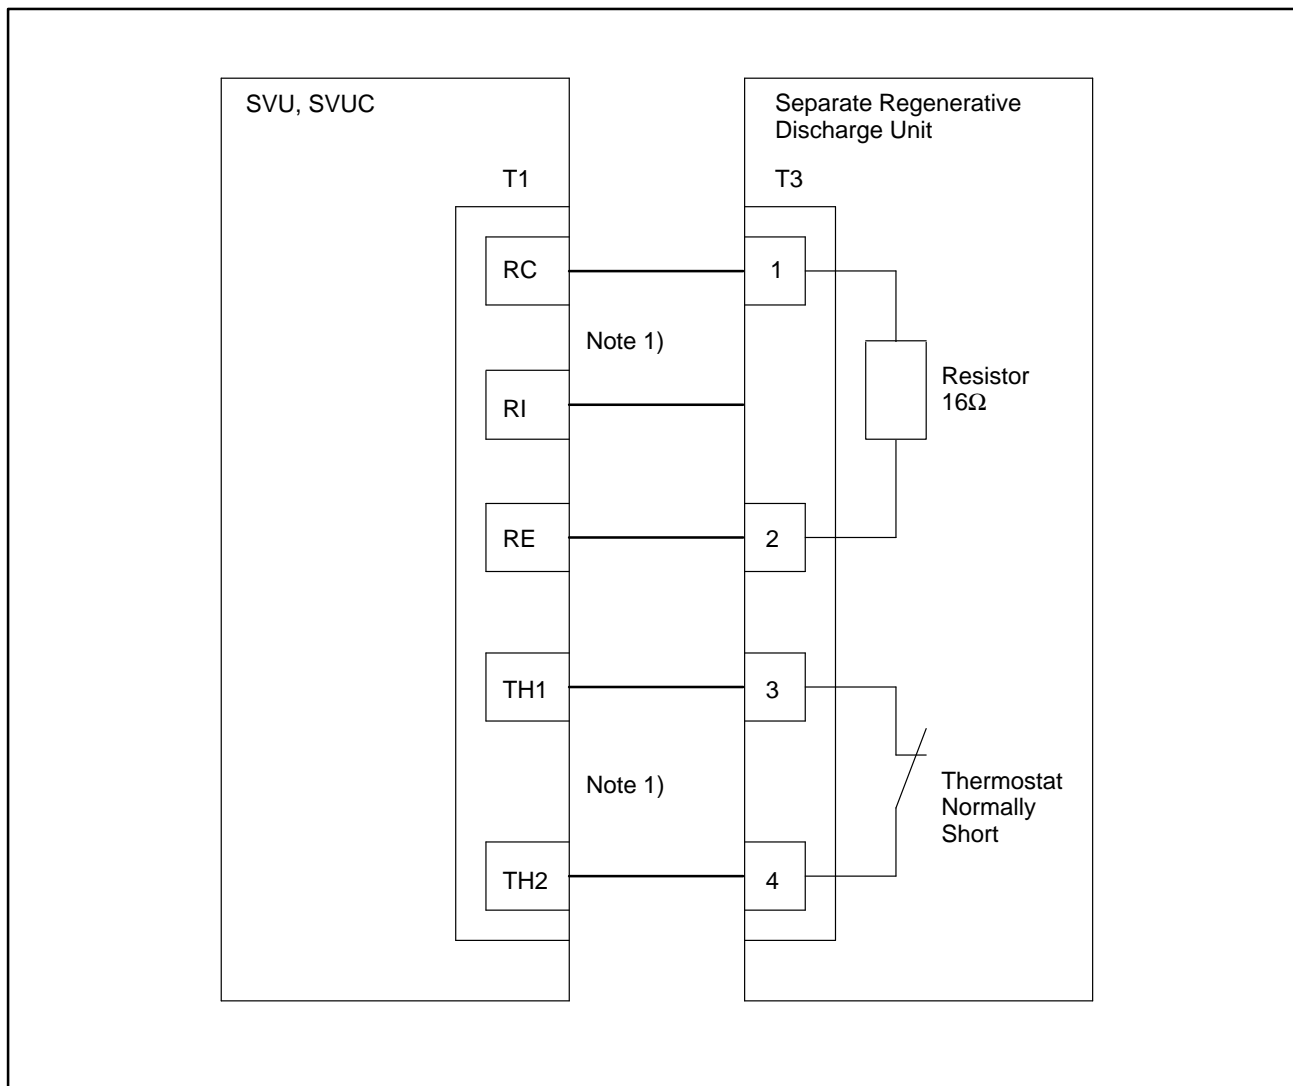 SVU, SVUC
Separate Regenerative
Discharge Unit
T1
T3
RC
1
Note 1)
RI
Resistor
16Ω
RE
2
TH1
3
Note 1)
Thermostat
Normally
Short
TH2
4